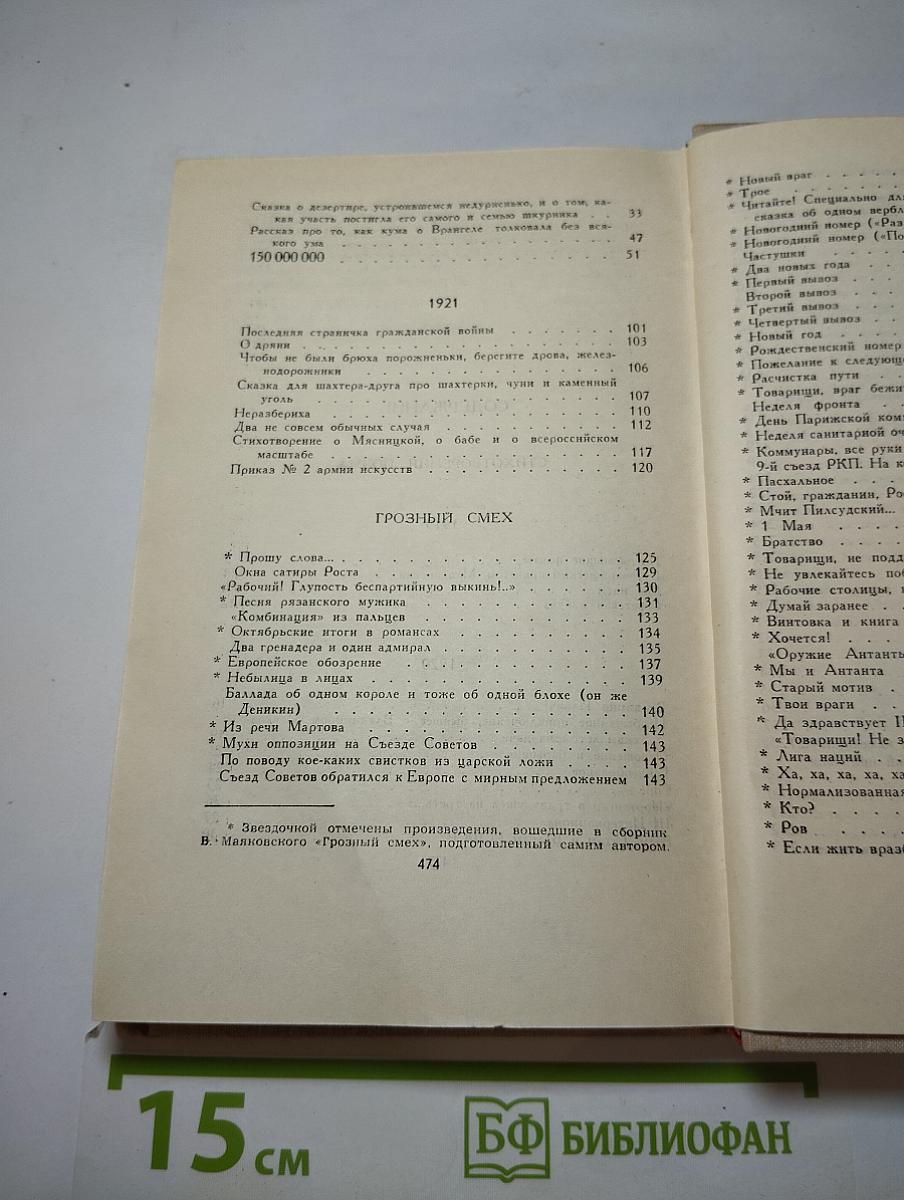 Сказка о дезертире, устроившемся недурненько, и о том, ка-
кая участь постигла его самого и семью шкурника . . 33
Рассказ про то, как кума о Врангеле толковала без вся-
кого ума . . . . . . . . . . . . . . . . . 47
150 000 000 . . . . . . . . . . . . . . . . . 51
1921
Последняя страничка гражданской войны . . . . . . . 101
О дряни . . . . . . . . . . . . . . . . . . 103
Чтобы не были брюха порожненьки, берегите дрова, желез-
нодорожники . . . . . . . . . . . . . . . 106
Сказка для шахтера-друга про шахтерки, чуни и каменный
уголь . . . . . . . . . . . . . . . . . . 107
Неразбериха . . . . . . . . . . . . . . . . . 110
Два не совсем обычных случая . . . . . . . . . . . 112
Стихотворение о Мясницкой, о бабе и о всероссийском
масштабе . . . . . . . . . . . . . . . . . 117
Приказ № 2 армии искусств . . . . . . . . . . . . 120
ГРОЗНЫЙ СМЕХ
* Прошу слова... . . . . . . . . . . . . . . . . 125
Окна сатиры Роста . . . . . . . . . . . . . . . 129
«Рабочий! Глупость беспартийную выкинь!..» . . . . . . 130
* Песня рязанского мужика . . . . . . . . . . . . 131
«Комбинация» из пальцев . . . . . . . . . . . . 133
* Октябрьские итоги в романсах . . . . . . . . . . . 134
Два гренадера и один адмирал . . . . . . . . . . . 135
* Европейское обозрение . . . . . . . . . . . . . 137
* Небылица в лицах . . . . . . . . . . . . . . . 139
Баллада об одном короле и тоже об одной блохе (он же
Деникин) . . . . . . . . . . . . . . . . . 140
* Из речи Мартова . . . . . . . . . . . . . . . 142
* Мухи оппозиции на Съезде Советов . . . . . . . . . 143
По поводу кое-каких свистков из царской ложи . . . . 143
Съезд Советов обратился к Европе с мирным предложением 143
* Звездочкой отмечены произведения, вошедшие в сборник
В. Маяковского «Грозный смех», подготовленный самим автором.
474
* Новый враг . . . .
* Трое . . . . .
* Читайте! Специально дл
сказка об одном верб
* Новогодний номер («Раз
* Новогодний номер («По
Частушки . . . .
* Два новых года . .
* Первый вывоз . . .
Второй вывоз . . .
* Третий вывоз . . .
* Четвертый вывоз . .
* Новый год . . . .
* Рождественский номер
* Пожелание к следующе
* Расчистка пути . .
* Товарищи, враг бежи
Неделя фронта . .
* День Парижской ком
* Неделя санитарной оч
* Коммунары, все руки
9-й съезд РКП. На к
* Пасхальное . . . .
* Стой, гражданин, Ро
* Мчит Пилсудский...
* 1 Мая . . . .
* Братство . . . .
* Товарищи, не подд
* Не увлекайтесь поб
* Рабочие столицы,
* Думай заранее . .
* Винтовка и книга
* Хочется! . . . .
«Оружие Антанты
* Мы и Антанта
* Старый мотив .
* Твои враги . .
* Да здравствует
«Товарищи! Не з
* Лига наций . .
* Ха, ха, ха, ха, ха
* Нормализованная
* Кто? . . . .
* Ров . . . .
* Если жить враз
15 см
БФ БИБЛИОФАН